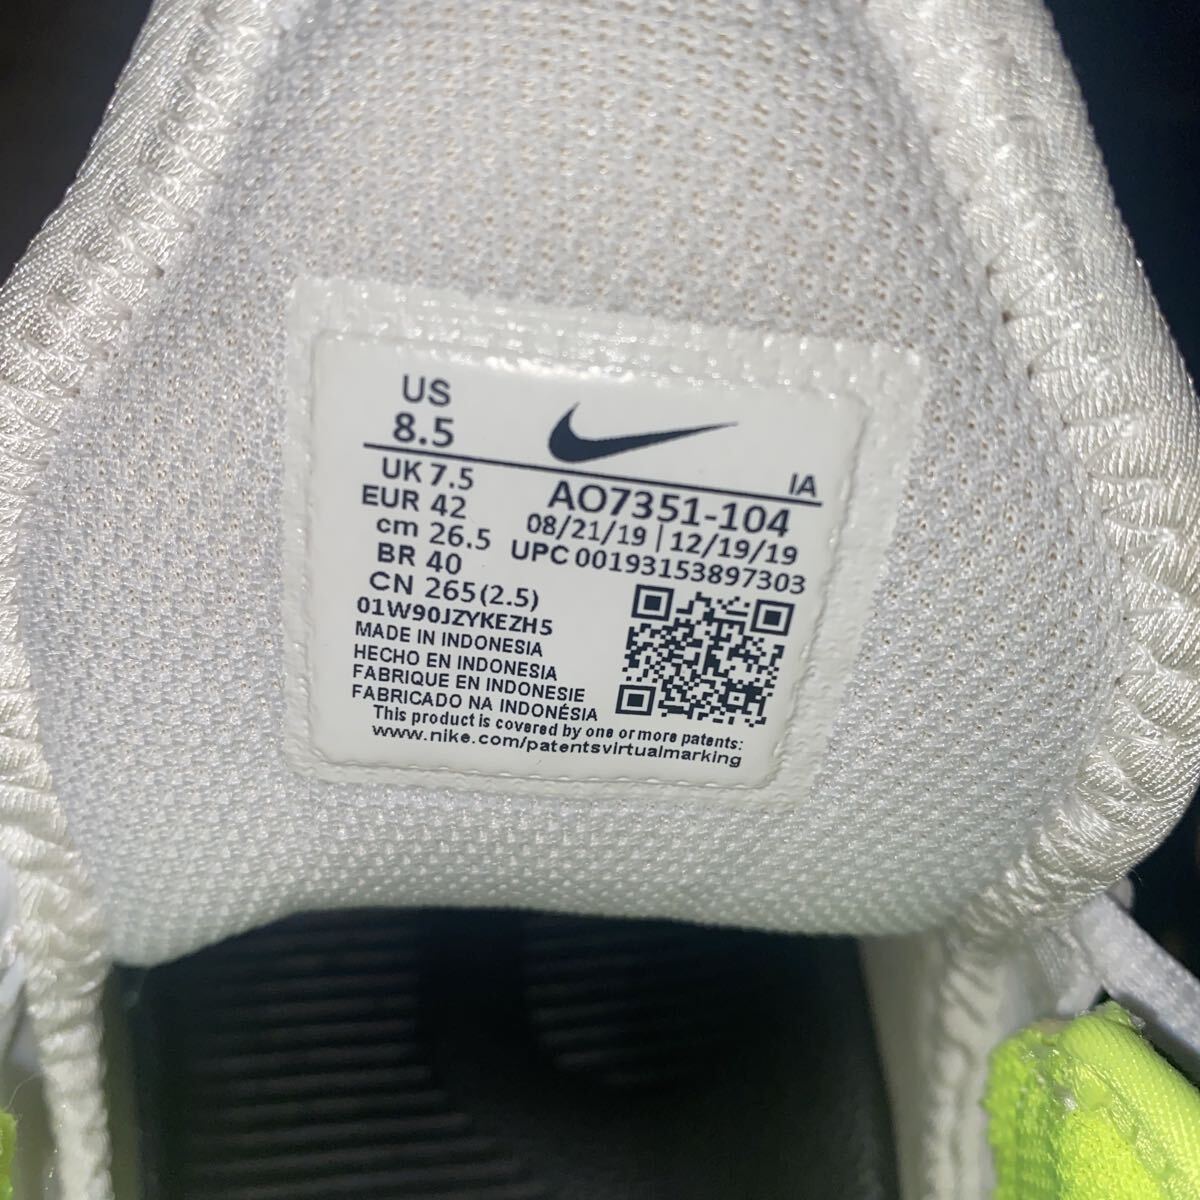 US
8.5
IA
UK 7.5
EUR 42
cm 26.5
BR 40
CN 265(2.5)
AO7351-104
08/21/19 | 12/19/19
UPC 00193153897303
01W90JZYKEZH5
MADE IN INDONESIA
HECHO EN INDONESIA
FABRIQUE EN INDONESIE
FABRICADO NA INDONÉSIA
This product is covered by one or more patents:
www.nike.com/patentsvirtualmarking